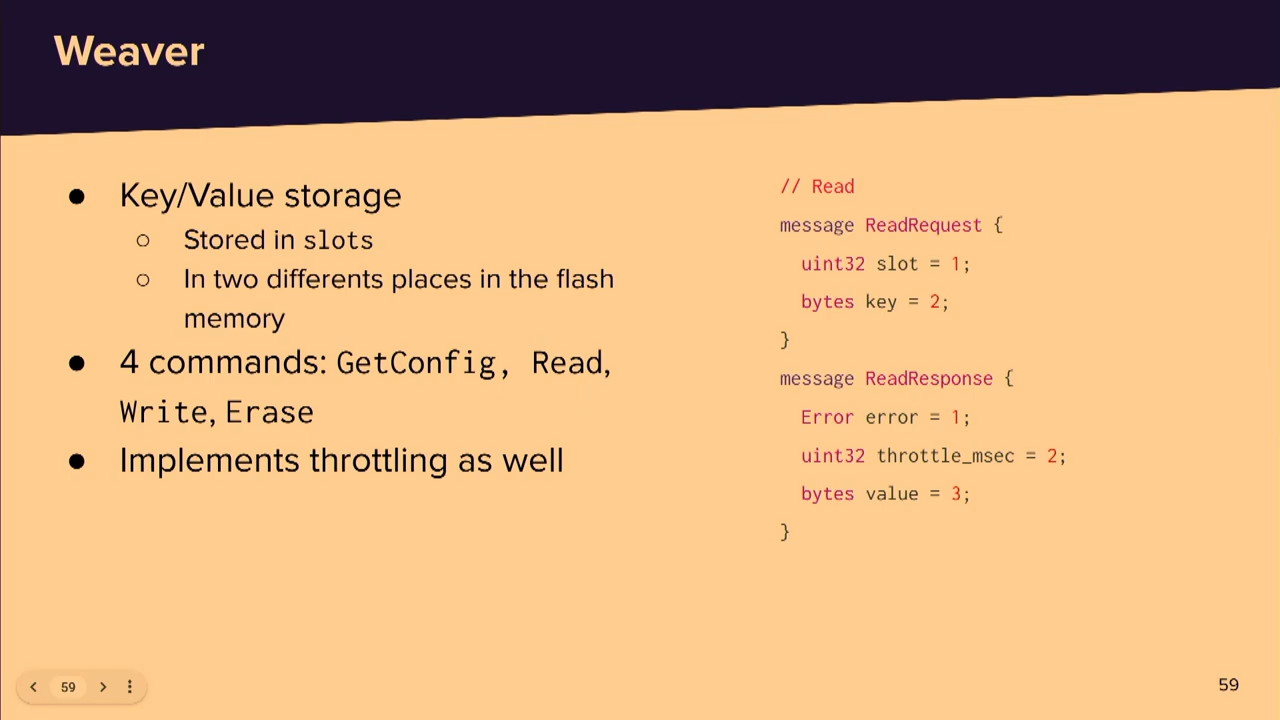 Weaver
● Key/Value storage
○ Stored in slots
○ In two differents places in the flash
memory
● 4 commands: GetConfig, Read,
Write, Erase
● Implements throttling as well
// Read
message ReadRequest {
uint32 slot = 1;
bytes key = 2;
}
message ReadResponse {
Error error = 1;
uint32 throttle_msec = 2;
bytes value = 3;
}
59
59